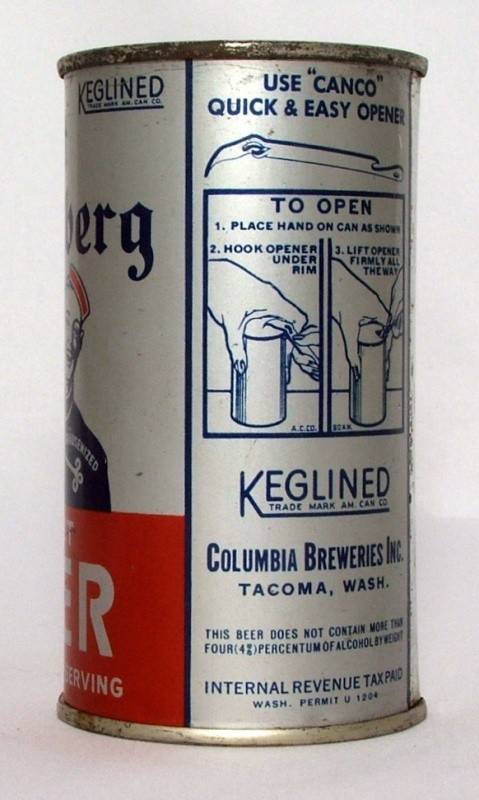 KEGLINED
TRADE MARK AM. CAN CO.
berg
ER
SERVING
USE "CANCO"
QUICK & EASY OPENER
TO OPEN
1. PLACE HAND ON CAN AS SHOWN
2. HOOK OPENER
UNDER
RIM
3. LIFT OPENER
FIRMLY ALL
THE WAY
A.C.CO.
KEGLINED
TRADE MARK AM. CAN CO.
COLUMBIA BREWERIES INC.
TACOMA, WASH.
THIS BEER DOES NOT CONTAIN MORE THAN
FOUR (4%) PERCENTUM OF ALCOHOL BY WEIGHT
INTERNAL REVENUE TAX PAID
WASH. PERMIT U 1204